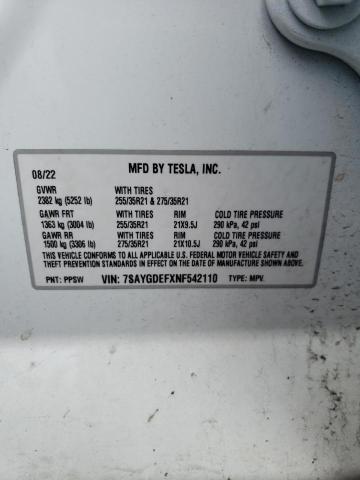 08/22 MFD BY TESLA, INC.
GVWR WITH TIRES
2382 kg (5252 lb) 255/35R21 & 275/35R21
GAWR FRT WITH TIRES RIM COLD TIRE PRESSURE
1363 kg (3004 lb) 255/35R21 21X9.5J 290 kPa, 42 psi
GAWR RR WITH TIRES RIM COLD TIRE PRESSURE
1500 kg (3306 lb) 275/35R21 21X10.5J 290 kPa, 42 psi
THIS VEHICLE CONFORMS TO ALL APPLICABLE FEDERAL MOTOR VEHICLE
SAFETY AND THEFT PREVENTION STANDARDS IN EFFECT ON THE
DATE OF MANUFACTURE SHOWN ABOVE.
PNT: PPSW VIN: 7SAYGDEFXNF542110 TYPE: MPV